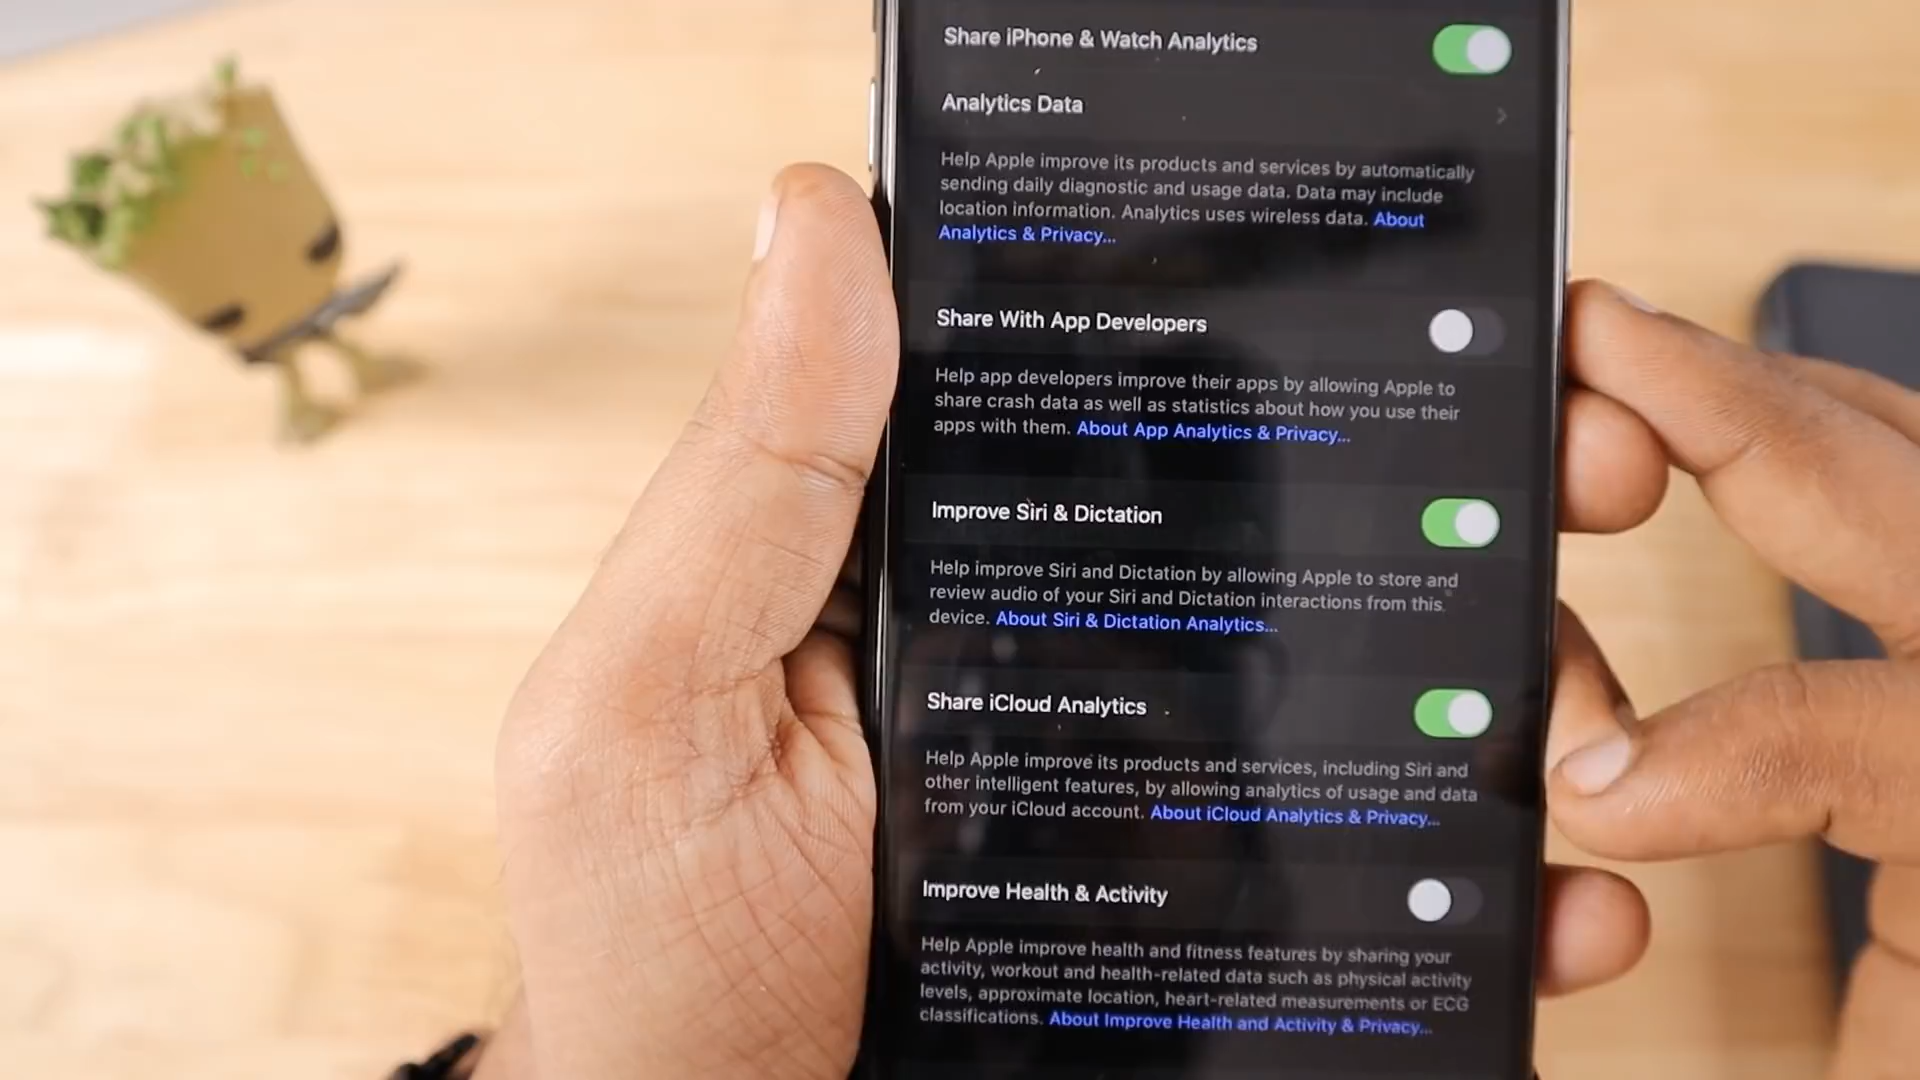 Share iPhone & Watch Analytics
Analytics Data
Help Apple improve its products and services by automatically
sending daily diagnostic and usage data. Data may include
location information. Analytics uses wireless data. About
Analytics & Privacy...
Share With App Developers
Help app developers improve their apps by allowing Apple to
share crash data as well as statistics about how you use their
apps with them. About App Analytics & Privacy...
Improve Siri & Dictation
Help improve Siri and Dictation by allowing Apple to store and
review audio of your Siri and Dictation interactions from this
device. About Siri & Dictation Analytics...
Share iCloud Analytics
Help Apple improve its products and services, including Siri and
other intelligent features, by allowing analytics of usage and data
from your iCloud account. About iCloud Analytics & Privacy...
Improve Health & Activity
Help Apple improve health and fitness features by sharing your
activity, workout and health-related data such as physical activity
levels, approximate location, heart-related measurements or ECG
classifications. About Improve Health and Activity & Privacy...